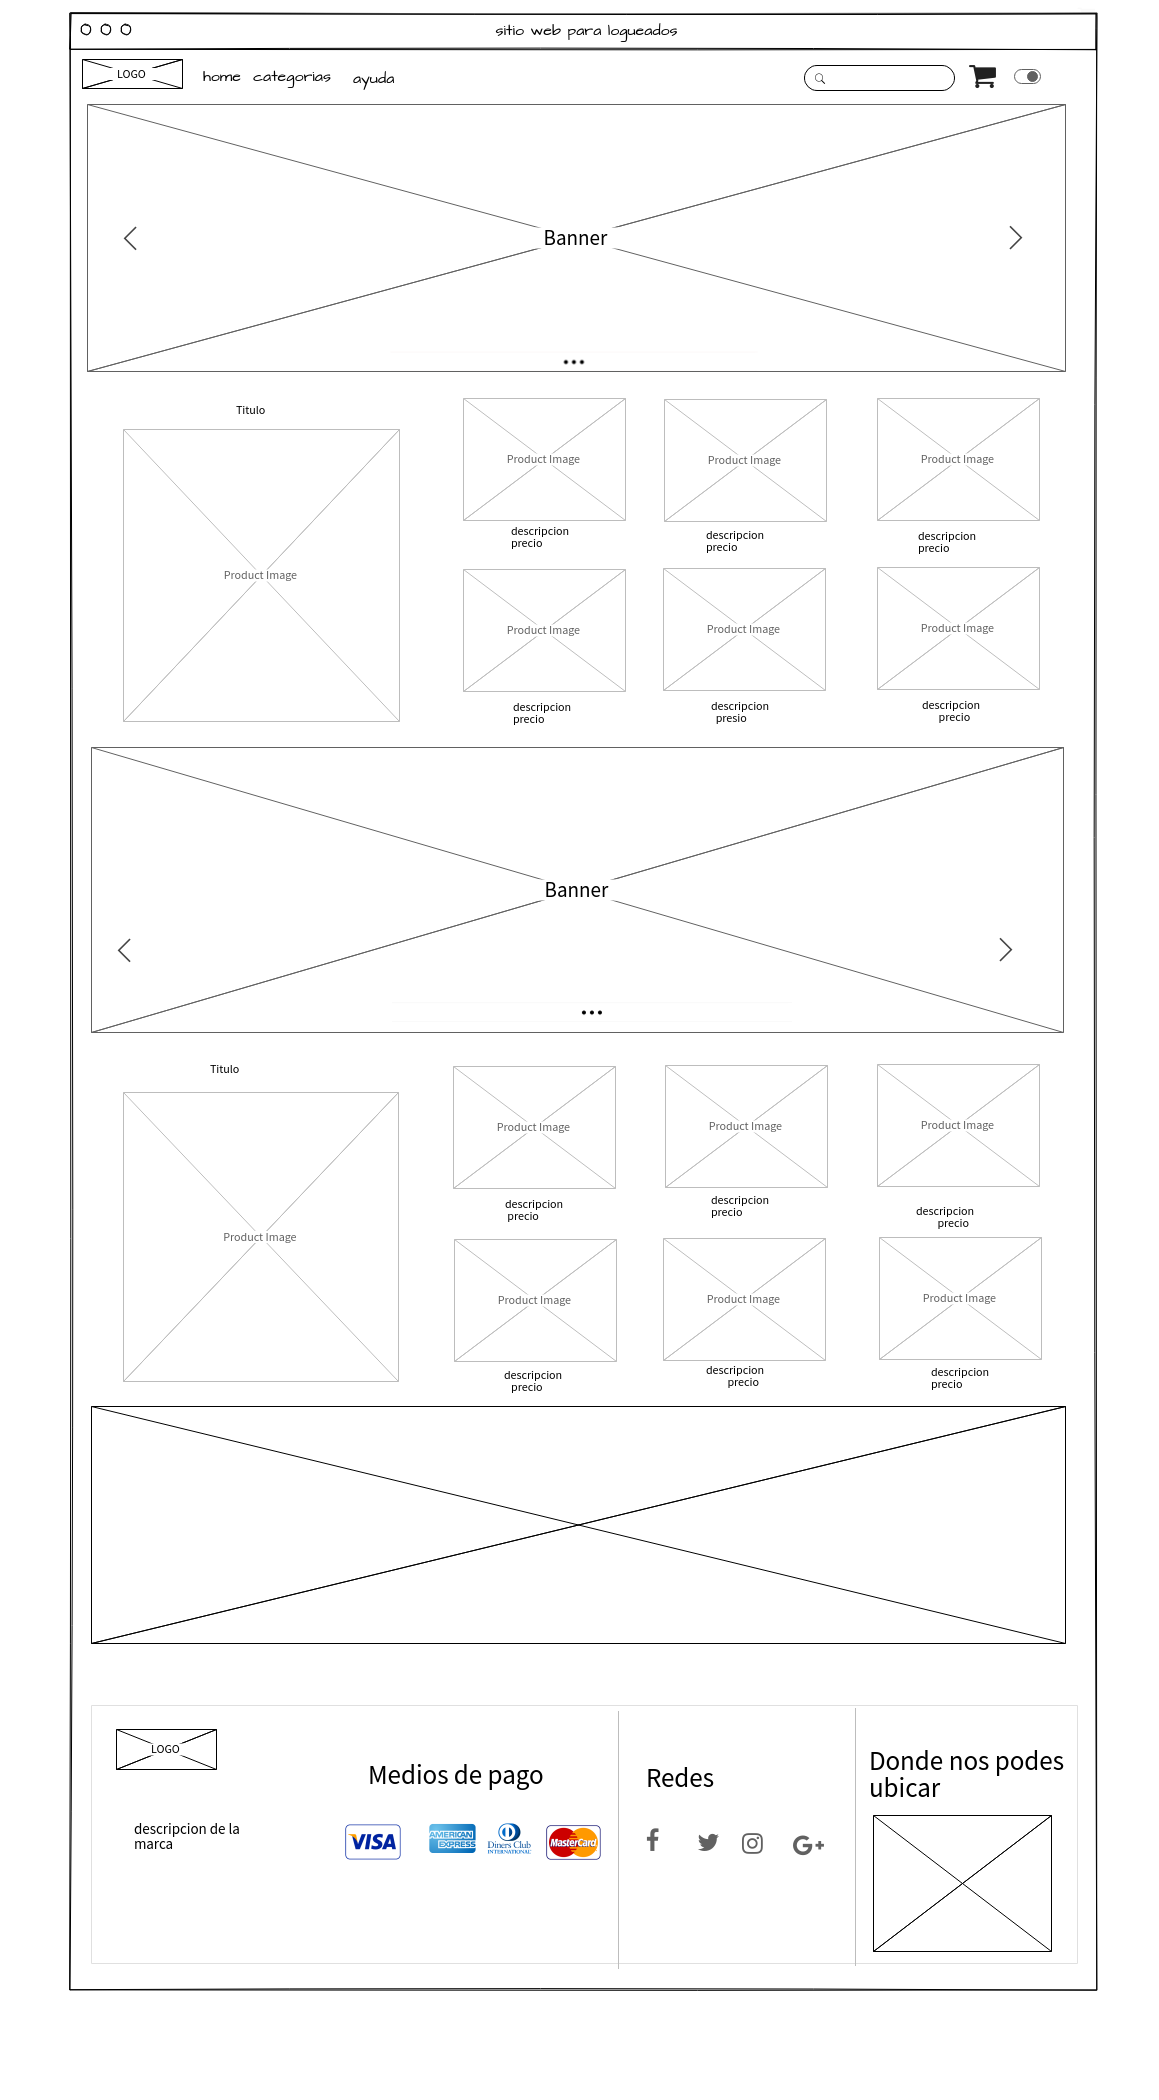 sitio web para logueados
LOGO
home categorias ayuda
Banner
Titulo
Product Image
Product Image
Product Image
Product Image
descripcion
precio
descripcion
precio
descripcion
precio
Product Image
Product Image
Product Image
descripcion
precio
descripcion
presio
descripcion
precio
Banner
Titulo
Product Image
Product Image
Product Image
Product Image
descripcion
precio
descripcion
precio
descripcion
precio
Product Image
Product Image
Product Image
descripcion
precio
descripcion
precio
descripcion
precio
LOGO
descripcion de la
marca
Medios de pago
VISA
AMERICAN
EXPRESS
Diners Club
INTERNATIONAL
MasterCard
Redes
G+
Donde nos podes
ubicar